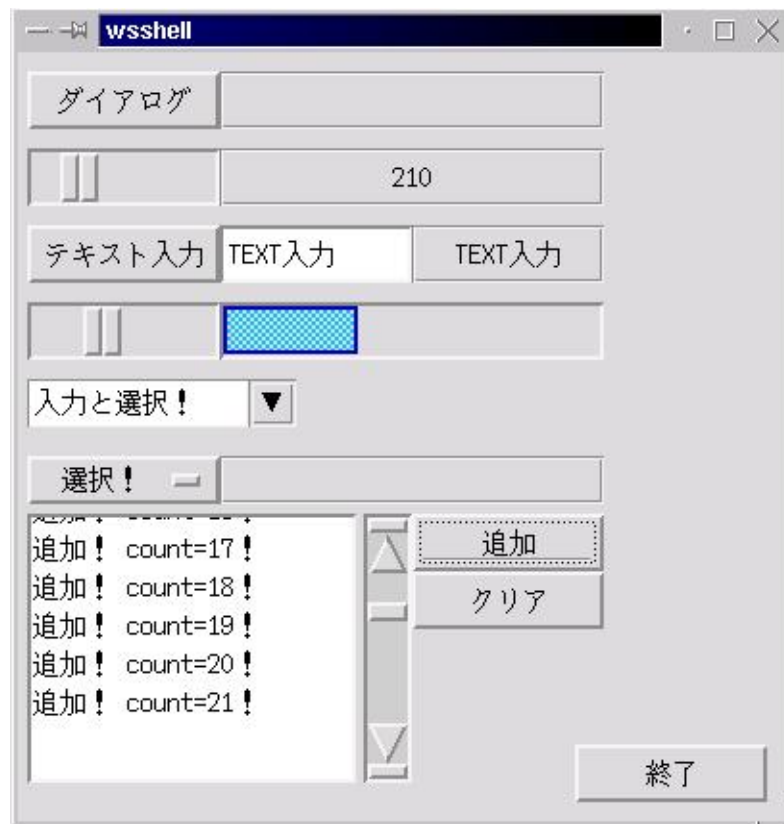 wsshell
ダイアログ
210
テキスト入力 TEXT入力 TEXT入力
入力と選択！
選択！
追加！ count=17！
追加！ count=18！
追加！ count=19！
追加！ count=20！
追加！ count=21！
追加
クリア
終了